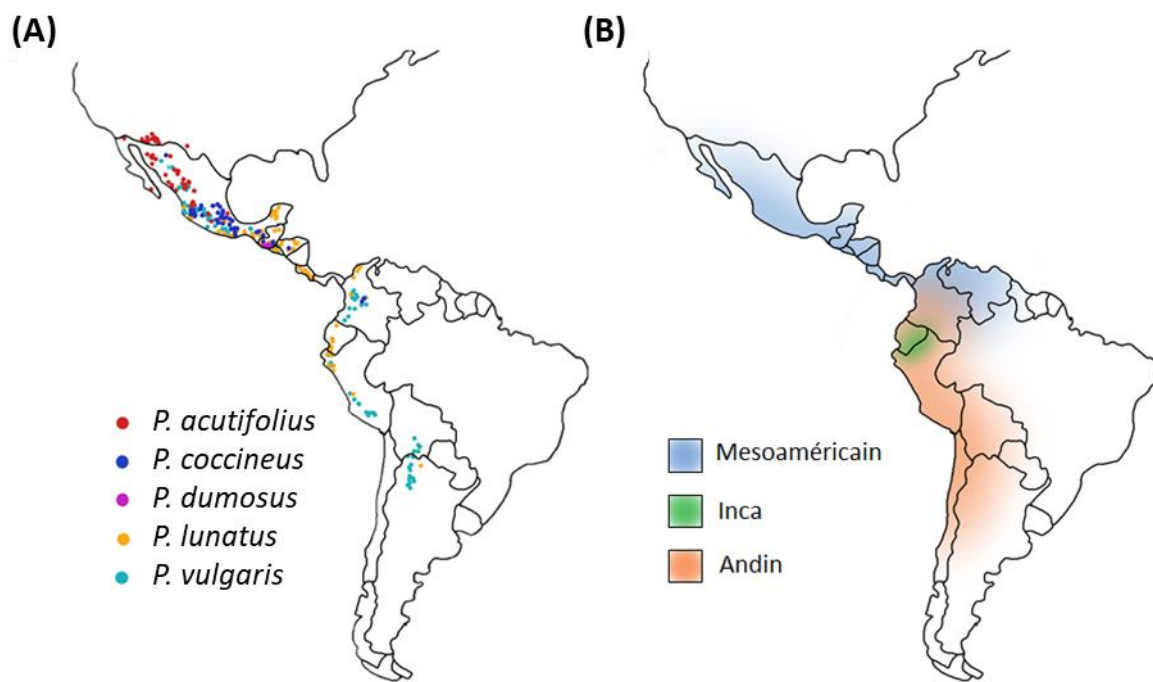 (A)
P. acutifolius
P. coccineus
P. dumosus
P. lunatus
P. vulgaris
(B)
Mesoaméricain
Inca
Andin